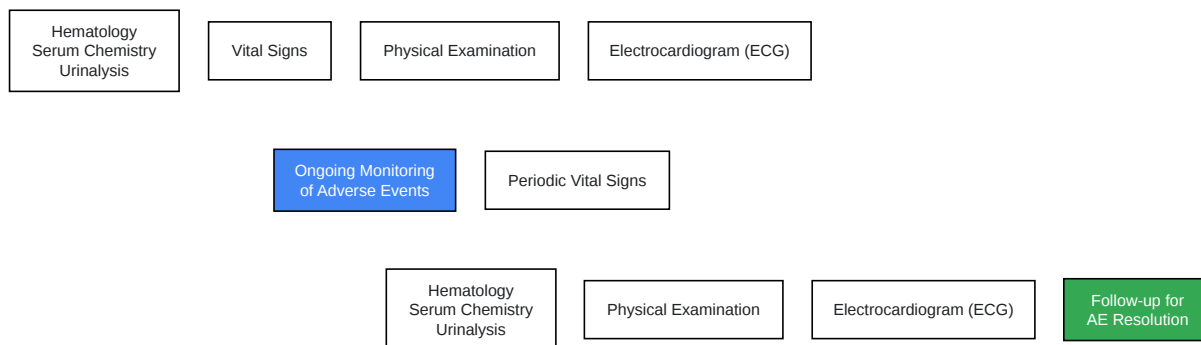 Hematology
Serum Chemistry
Urinalysis
Vital Signs
Physical Examination
Electrocardiogram (ECG)
Ongoing Monitoring
of Adverse Events
Periodic Vital Signs
Hematology
Serum Chemistry
Urinalysis
Physical Examination
Electrocardiogram (ECG)
Follow-up for
AE Resolution